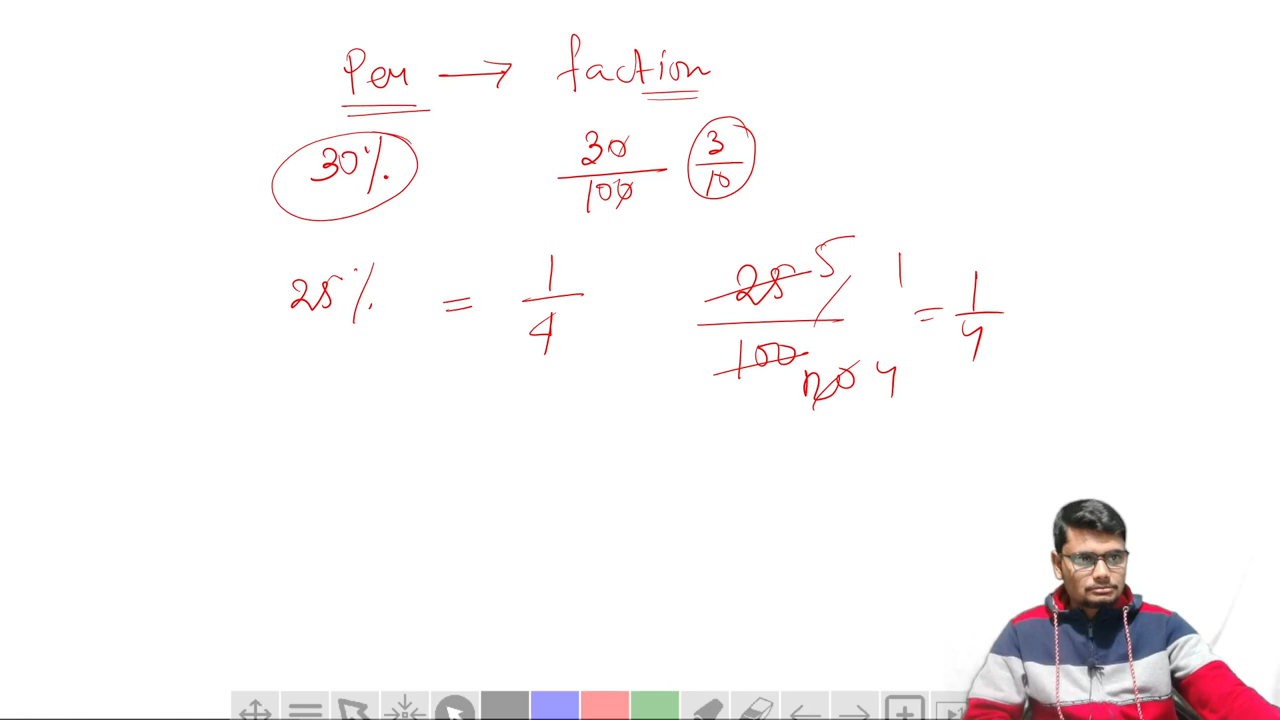 Per → faction
30% 30/100 3/10
25% = 1/4 25/100 5/20 1/4 = 1/4